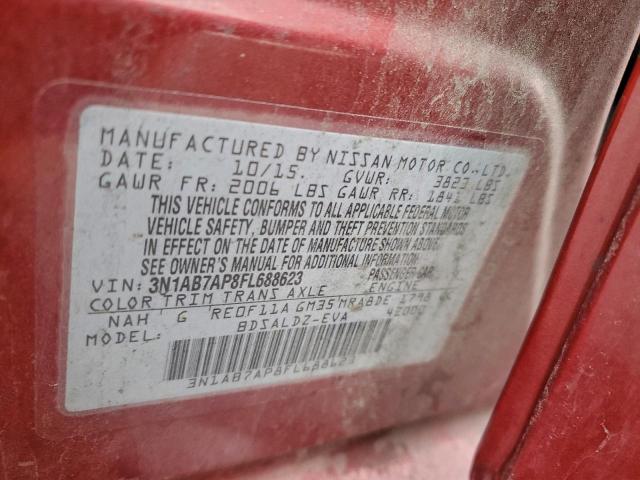 MANUFACTURED BY NISSAN MOTOR CO., LTD.
DATE: 10/15. GVWR: 3823 LBS
GAWR FR: 2006 LBS GAWR RR: 1841 LBS
THIS VEHICLE CONFORMS TO ALL APPLICABLE FEDERAL MOTOR
VEHICLE SAFETY, BUMPER AND THEFT PREVENTION STANDARDS
IN EFFECT ON THE DATE OF MANUFACTURE SHOWN ABOVE.
SEE OWNER'S MANUAL FOR ADDITIONAL INFORMATION
VIN: 3N1AB7AP8FL688623 PASSENGER CAR
COLOR TRIM TRANS AXLE ENGINE
NAH G RE0F11A GM35 MRA8DE 1798 CC
MODEL: BDSALDZ-EVA 42000
3N1AB7AP8FL688623